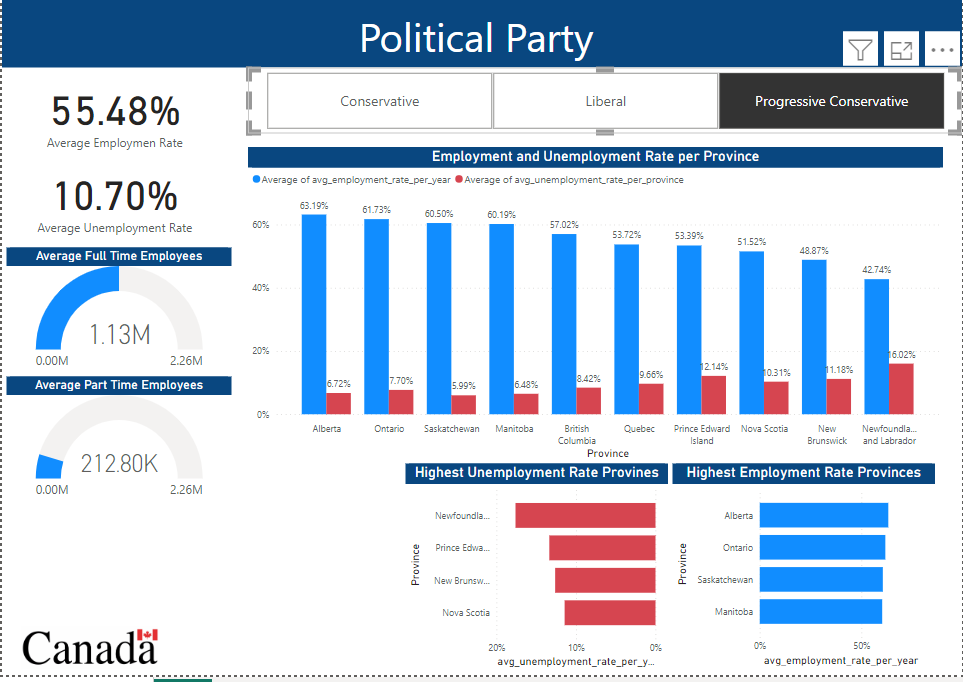 Political Party
Conservative
Liberal
Progressive Conservative
55.48%
Average Employmen Rate
10.70%
Average Unemployment Rate
Average Full Time Employees
1.13M
0.00M
2.26M
Average Part Time Employees
212.80K
0.00M
2.26M
Employment and Unemployment Rate per Province
Average of avg_employment_rate_per_year
Average of avg_unemployment_rate_per_province
60%
40%
20%
0%
63.19%
6.72%
61.73%
7.70%
60.50%
5.99%
60.19%
6.48%
57.02%
8.42%
53.72%
9.66%
53.39%
12.14%
51.52%
10.31%
48.87%
11.18%
42.74%
16.02%
Alberta
Ontario
Saskatchewan
Manitoba
British
Columbia
Quebec
Prince Edward
Island
Nova Scotia
New
Brunswick
Newfoundla...
and Labrador
Province
Highest Unemployment Rate Provines
Province
Newfoundla...
Prince Edwa...
New Brunsw...
Nova Scotia
20%
10%
0%
avg_unemployment_rate_per_y...
Highest Employment Rate Provinces
Province
Alberta
Ontario
Saskatchewan
Manitoba
0%
50%
avg_employment_rate_per_year
Canada